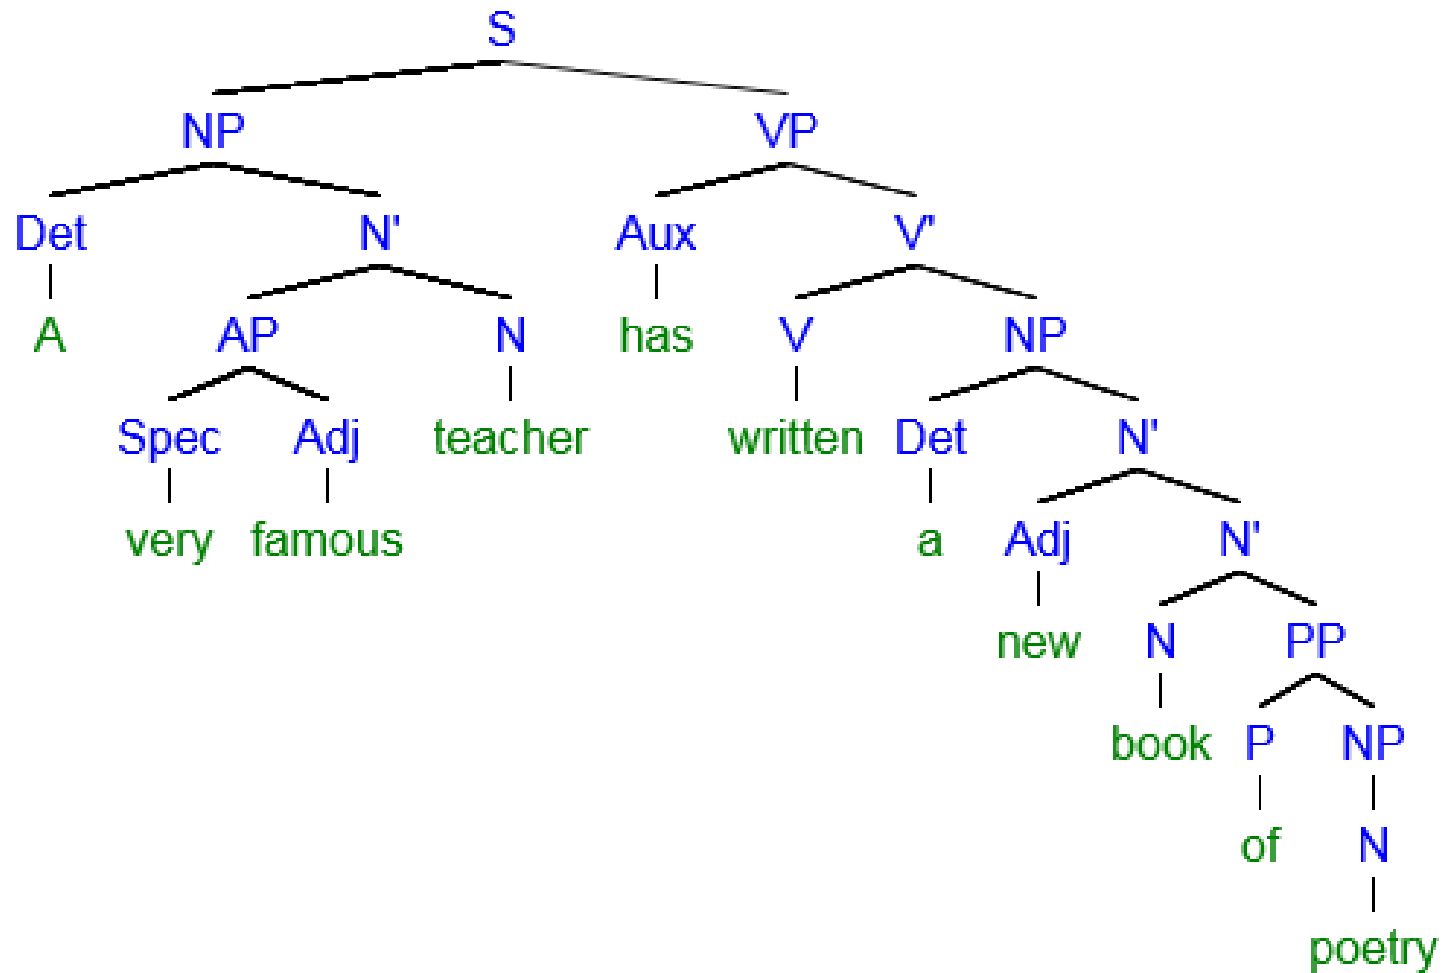 S
NP VP
Det N' Aux V'
A AP N has V NP
Spec Adj teacher written Det N'
very famous a Adj N'
new N PP
book P NP
of N
poetry